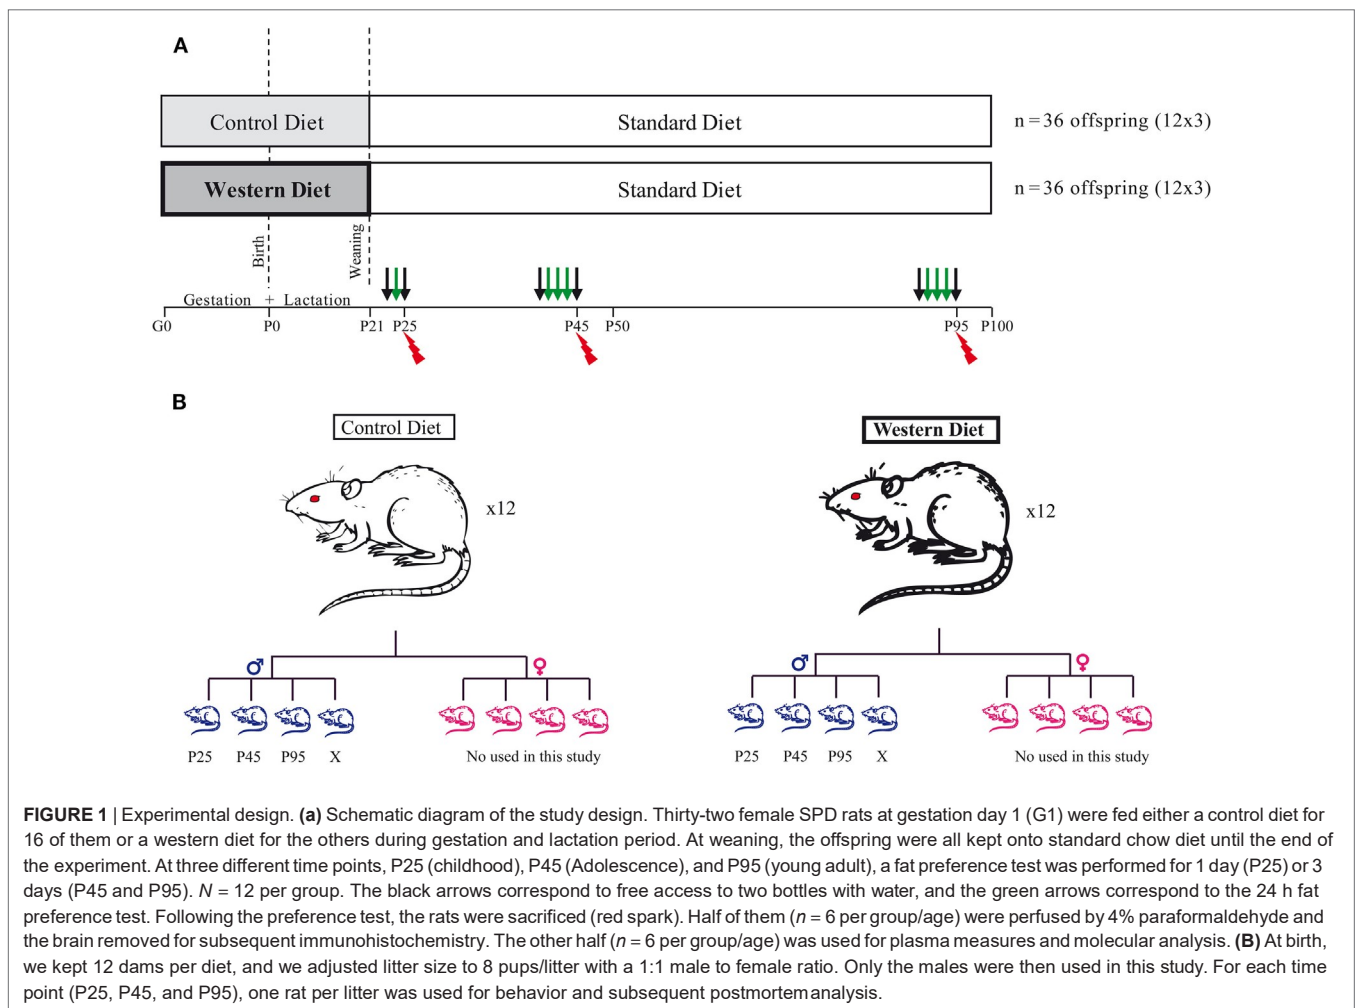 A
Control Diet
Standard Diet
n = 36 offspring (12x3)
Western Diet
Standard Diet
n = 36 offspring (12x3)
Birth
Weaning
Gestation + Lactation
G0
P0
P21
P25
P45
P50
P95
P100
B
Control Diet
Western Diet
x12
x12
♂
♀
♂
♀
P25
P45
P95
X
No used in this study
P25
P45
P95
X
No used in this study
FIGURE 1 | Experimental design. (a) Schematic diagram of the study design. Thirty-two female SPD rats at gestation day 1 (G1) were fed either a control diet for
16 of them or a western diet for the others during gestation and lactation period. At weaning, the offspring were all kept onto standard chow diet until the end of
the experiment. At three different time points, P25 (childhood), P45 (Adolescence), and P95 (young adult), a fat preference test was performed for 1 day (P25) or 3
days (P45 and P95). N = 12 per group. The black arrows correspond to free access to two bottles with water, and the green arrows correspond to the 24 h fat
preference test. Following the preference test, the rats were sacrificed (red spark). Half of them (n = 6 per group/age) were perfused by 4% paraformaldehyde and
the brain removed for subsequent immunohistochemistry. The other half (n = 6 per group/age) was used for plasma measures and molecular analysis. (B) At birth,
we kept 12 dams per diet, and we adjusted litter size to 8 pups/litter with a 1:1 male to female ratio. Only the males were then used in this study. For each time
point (P25, P45, and P95), one rat per litter was used for behavior and subsequent postmortemanalysis.